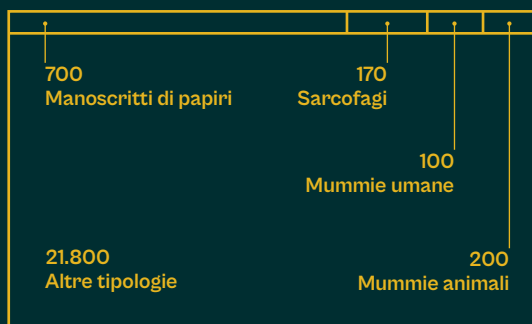 700
Manoscritti di papiri
170
Sarcofagi
100
Mummie umane
21.800
Altre tipologie
200
Mummie animali